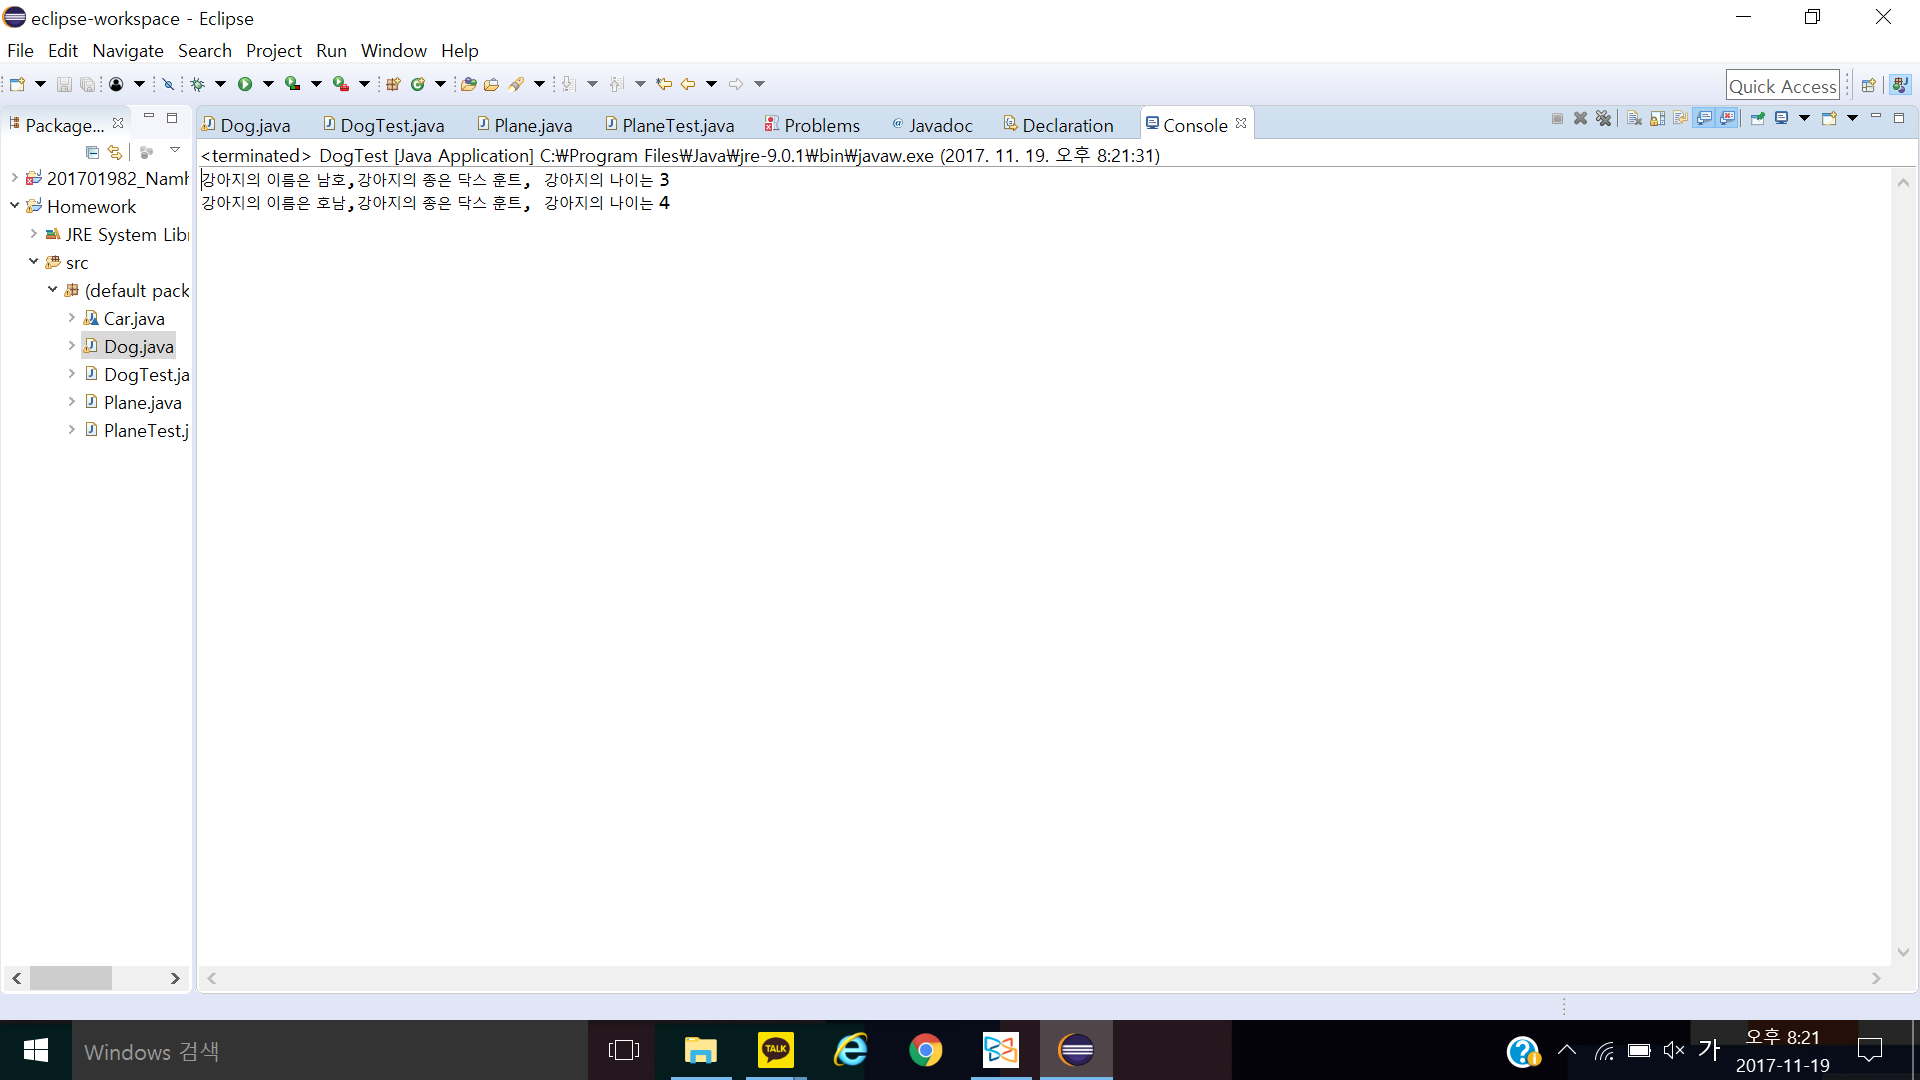 eclipse-workspace - Eclipse
File Edit Navigate Search Project Run Window Help
Quick Access
Package...
Dog.java DogTest.java Plane.java PlaneTest.java Problems @ Javadoc Declaration Console
<terminated> DogTest [Java Application] C:₩Program Files₩Java₩jre-9.0.1₩bin₩javaw.exe (2017. 11. 19. 오후 8:21:31)
강아지의 이름은 남호,강아지의 종은 닥스 훈트, 강아지의 나이는 3
강아지의 이름은 호남,강아지의 종은 닥스 훈트, 강아지의 나이는 4
201701982_Namh
Homework
JRE System Libr
src
(default pack
Car.java
Dog.java
DogTest.ja
Plane.java
PlaneTest.j
Windows 검색
TALK
가
오후 8:21
2017-11-19